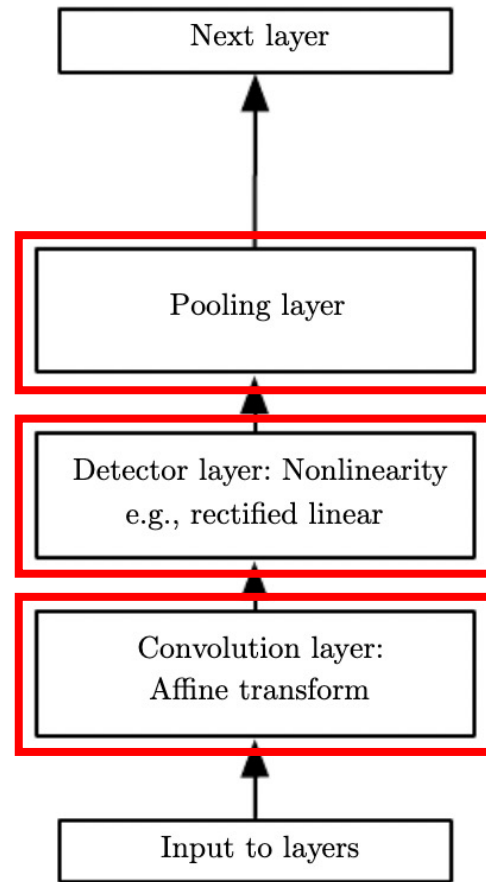 Next layer
Pooling layer
Detector layer: Nonlinearity
e.g., rectified linear
Convolution layer:
Affine transform
Input to layers